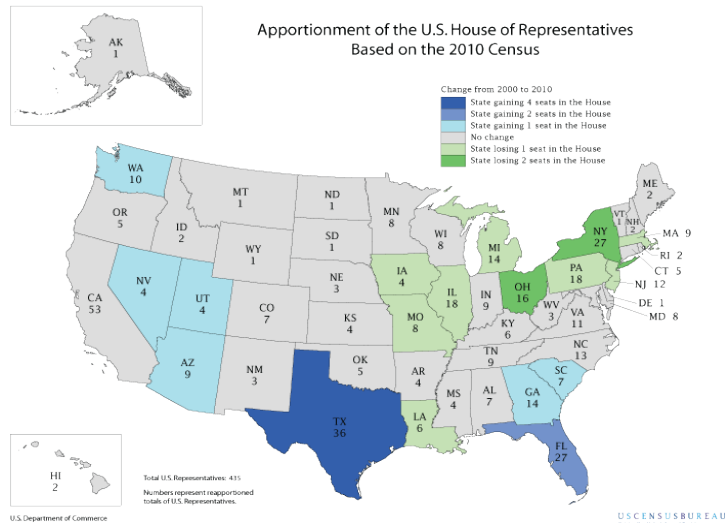 Apportionment of the U.S. House of Representatives
Based on the 2010 Census
AK
1
Change from 2000 to 2010
State gaining 4 seats in the House
State gaining 2 seats in the House
State gaining 1 seat in the House
No change
State losing 1 seat in the House
State losing 2 seats in the House
WA
10
OR
5
ID
2
MT
1
ND
1
MN
8
WI
8
MI
14
ME
2
VT
1
NH
2
NY
27
MA 9
RI 2
CT 5
NJ 12
DE 1
MD 8
SD
1
WY
1
NE
3
IA
4
IL
18
IN
9
OH
16
PA
18
WV
3
VA
11
CA
53
NV
4
UT
4
CO
7
KS
4
MO
8
KY
6
NC
13
TN
9
SC
7
AZ
9
NM
3
OK
5
AR
4
MS
4
AL
7
GA
14
TX
36
LA
6
FL
27
HI
2
Total U.S. Representatives: 435
Numbers represent reapportioned
totals of U.S. Representatives.
U.S. Department of Commerce
USCENSUSBUREAU